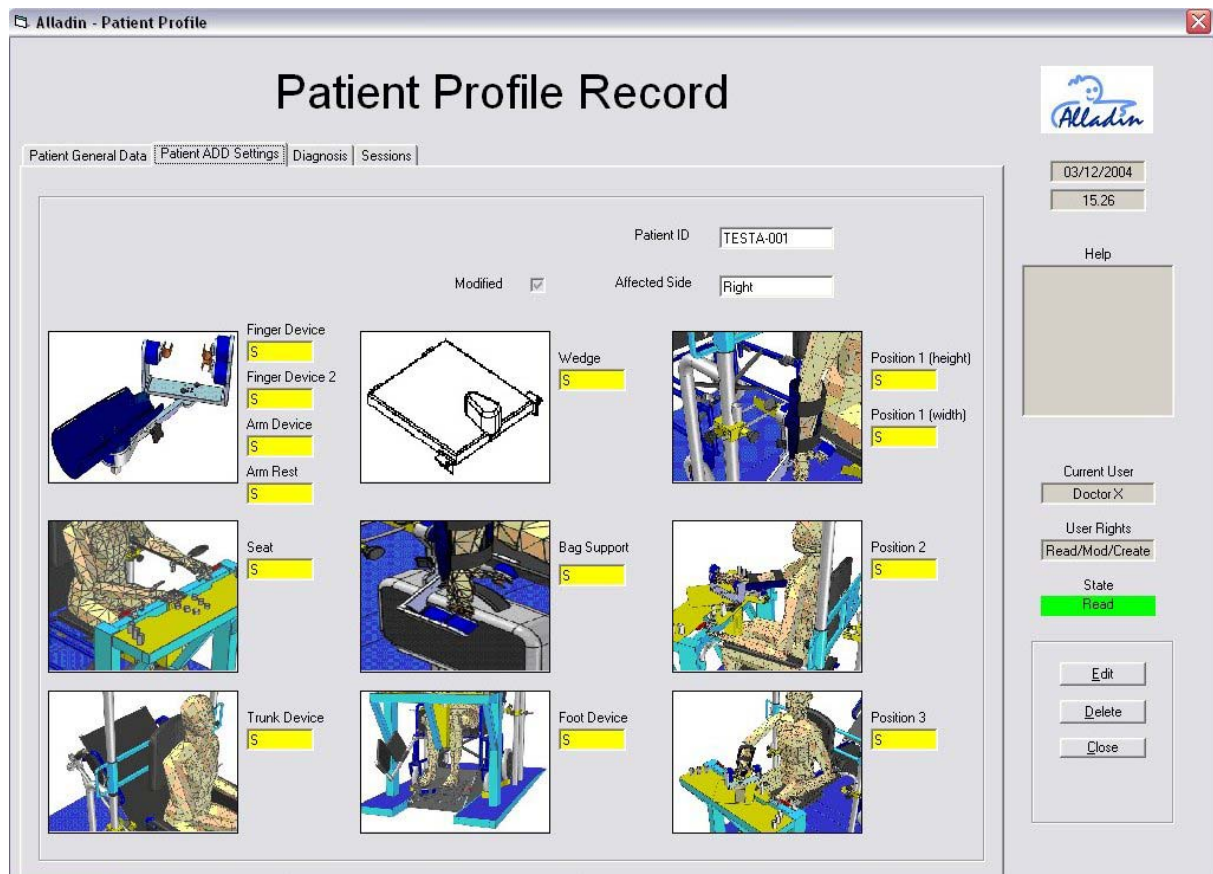 Alladin - Patient Profile
Patient Profile Record
Alladin
Patient General Data
Patient ADD Settings
Diagnosis
Sessions
03/12/2004
15.26
Patient ID
TESTA-001
Help
Modified
Affected Side
Right
Finger Device
S
Finger Device 2
S
Arm Device
S
Arm Rest
S
Wedge
S
Position 1 (height)
S
Position 1 (width)
S
Current User
Doctor X
User Rights
Read/Mod/Create
State
Read
Seat
S
Bag Support
S
Position 2
S
Edit
Delete
Close
Trunk Device
S
Foot Device
S
Position 3
S